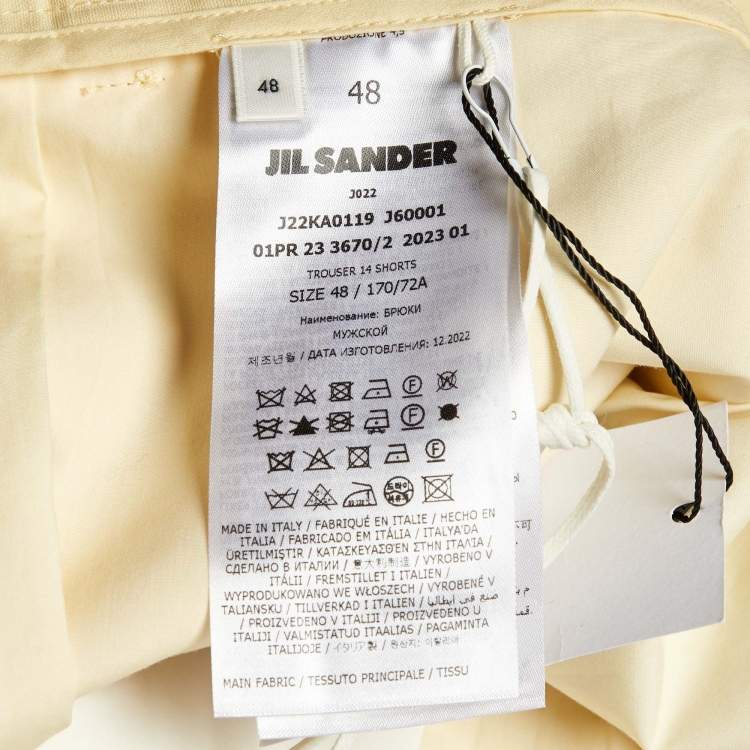 PRODUZIONE 4,5
48
48
JIL SANDER
J022
J22KA0119 J60001
01PR 23 3670/2 2023 01
TROUSER 14 SHORTS
SIZE 48 / 170/72A
Наименование: БРЮКИ
МУЖСКОЙ
제조년월 / ДАТА ИЗГОТОВЛЕНИЯ: 12.2022
MADE IN ITALY / FABRIQUÉ EN ITALIE / HECHO EN
ITALIA / FABRICADO EM ITÁLIA / ITALYA'DA
ÜRETILMIŞTIR / ΚΑΤΑΣΚΕΥΑΣΘΕΝ ΣΤΗΝ ΙΤΑΛΙΑ /
СДЕЛАНО В ИТАЛИИ / 意大利制造 / VYROBENO V
ITÁLII / FREMSTILLET I ITALIEN /
WYPRODUKOWANO WE WŁOSZECH / VYROBENÉ V
TALIANSKU / TILLVERKAD I ITALIEN / صنع في ايطاليا
/ PROIZVEDENO V ITALIJI / PROIZVEDENO U
ITALIJI / VALMISTATUD ITAALIAS / PAGAMINTA
ITALIJOJE / イタリア製 / 원산지: 이탈리아
MAIN FABRIC / TESSUTO PRINCIPALE / TISSU